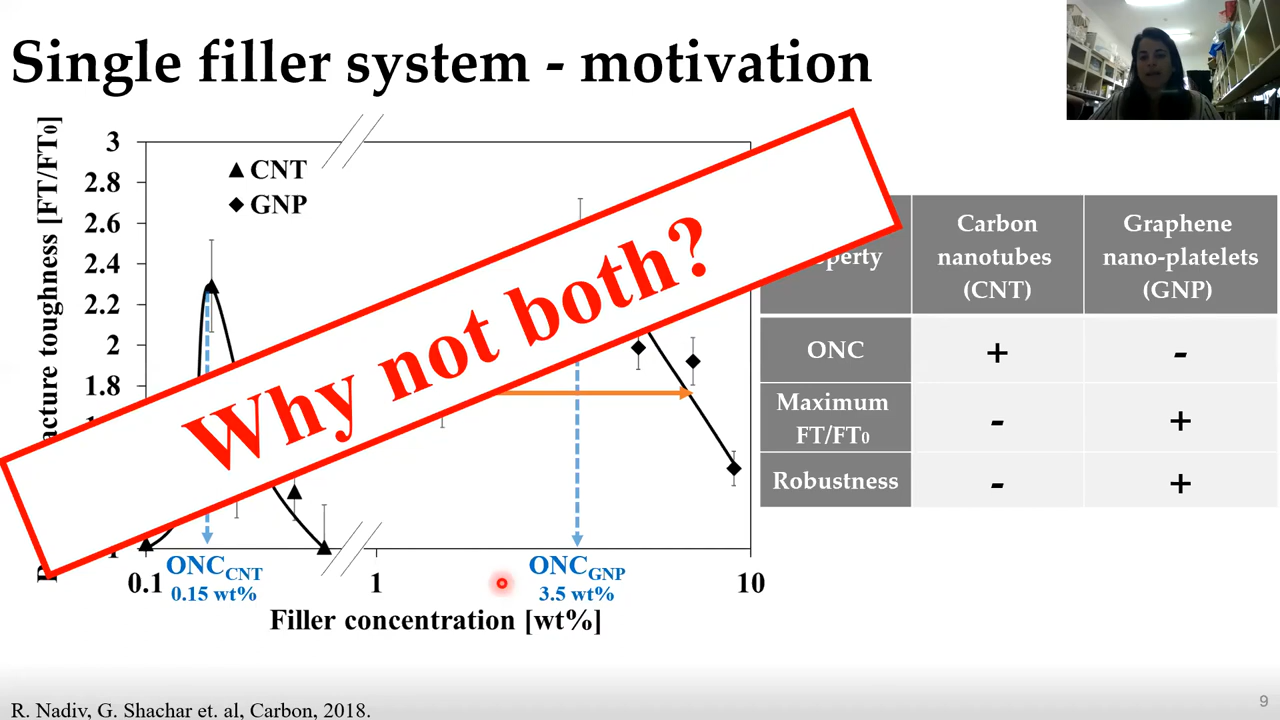 Single filler system - motivation
acture toughness [FT/FT0]
3
2.8
2.6
2.4
2.2
2
1.8
1
CNT
GNP
Why not both?
ONCCNT
0.15 wt%
ONCGNP
3.5 wt%
0.1
1
10
Filler concentration [wt%]
Carbon nanotubes (CNT)
Graphene nano-platelets (GNP)
ONC
+
-
Maximum FT/FT0
-
+
Robustness
-
+
R. Nadiv, G. Shachar et. al, Carbon, 2018.
9